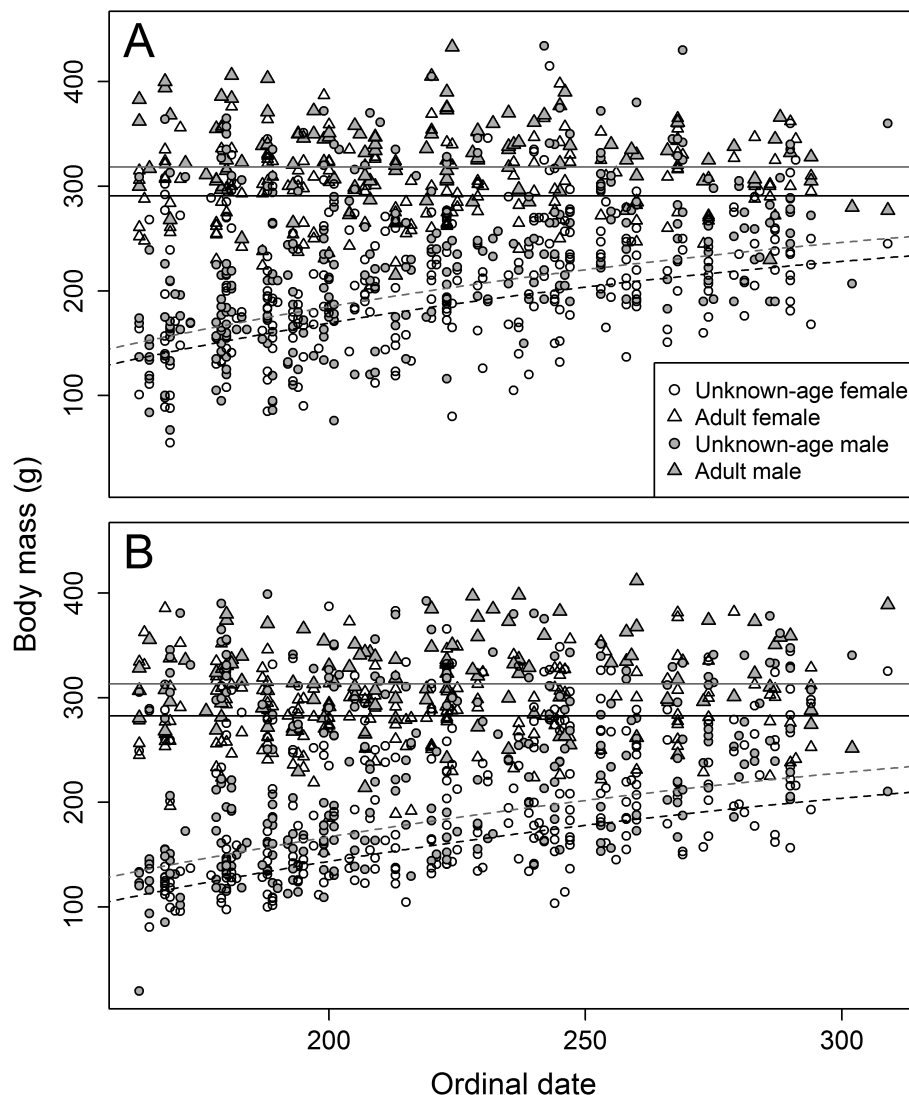 A
400
300
200
100
Unknown-age female
Adult female
Unknown-age male
Adult male
Body mass (g)
B
400
300
200
100
200
250
300
Ordinal date